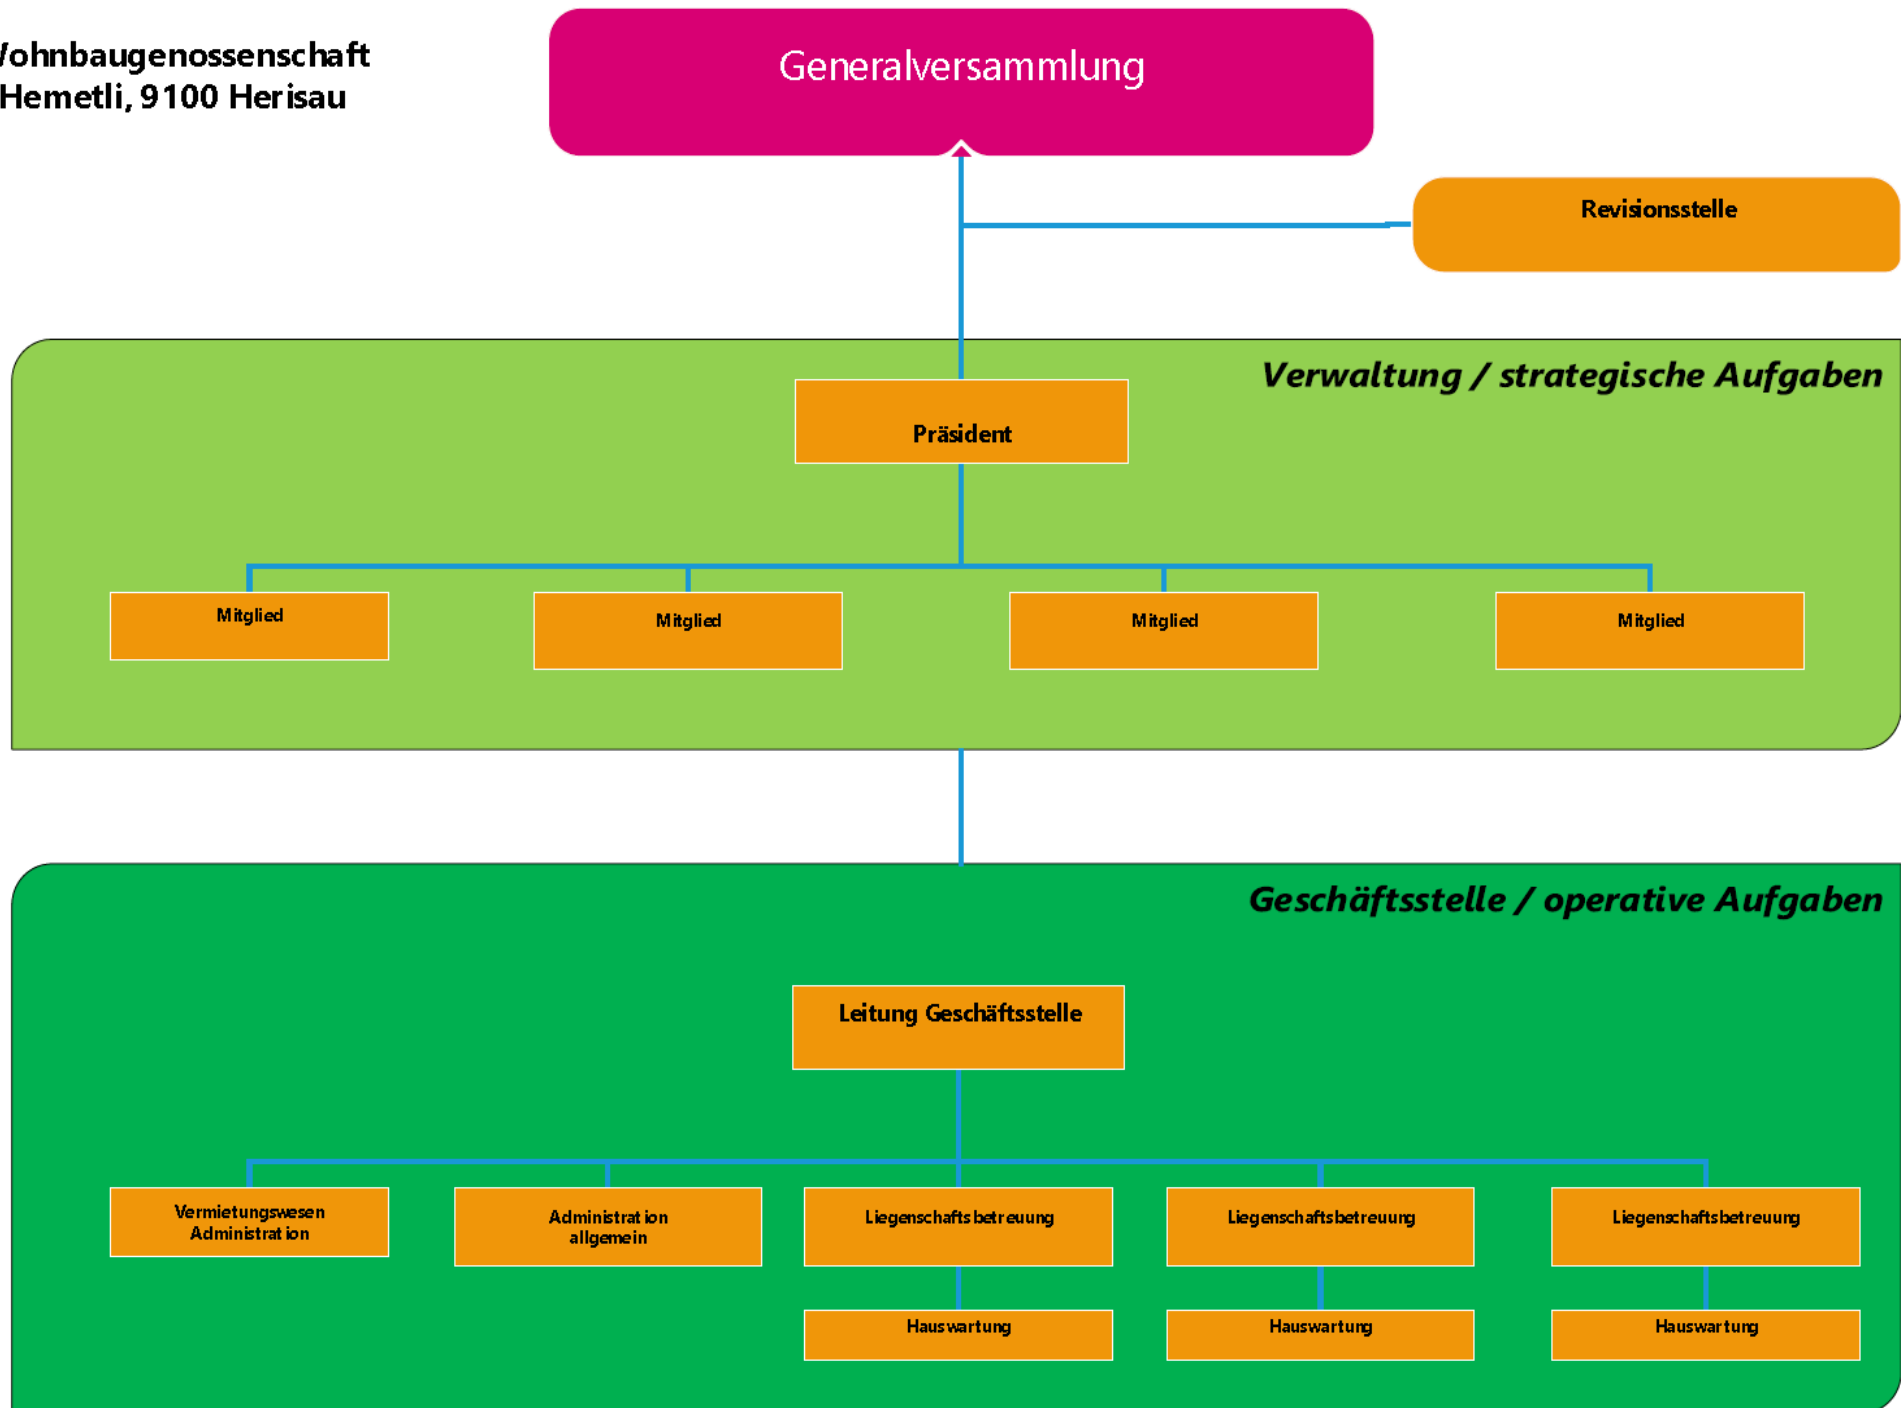 ohnbaugenossenschaft
Hemetli, 9100 Herisau
Generalversammlung
Revisionsstelle
Verwaltung / strategische Aufgaben
Präsident
Mitglied
Mitglied
Mitglied
Mitglied
Geschäftsstelle / operative Aufgaben
Leitung Geschäftsstelle
Vermietungswesen
Administration
Administration
allgemein
Liegenschaftsbetreuung
Liegenschaftsbetreuung
Liegenschaftsbetreuung
Hauswartung
Hauswartung
Hauswartung